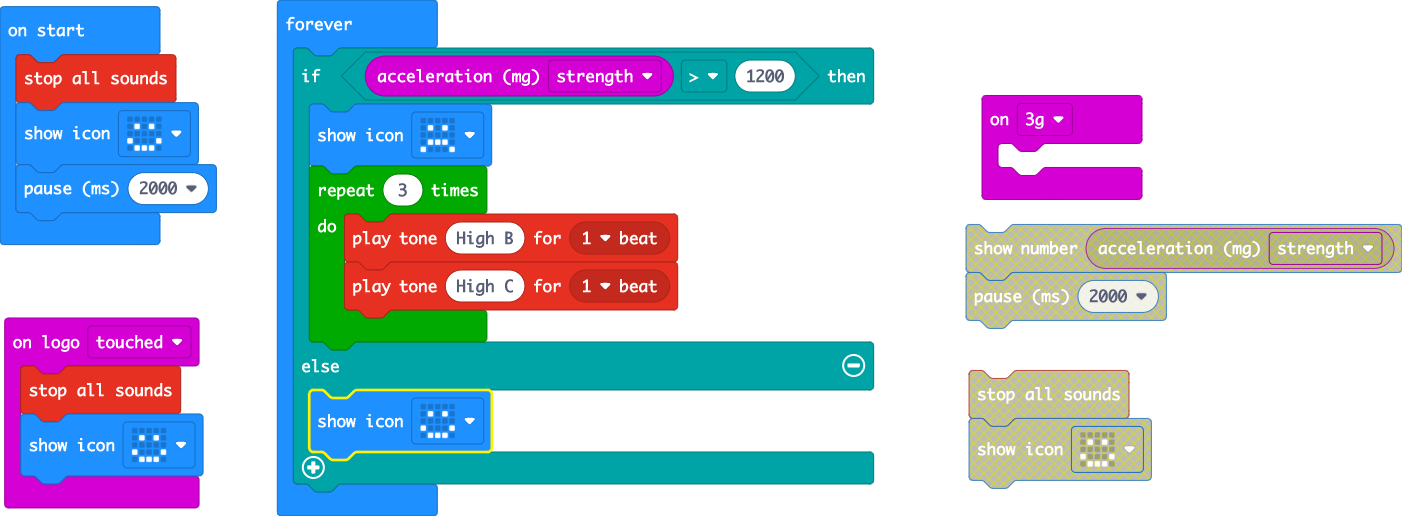 on start
stop all sounds
show icon
pause (ms) 2000
on logo touched
stop all sounds
show icon
forever
if acceleration (mg) strength > 1200 then
show icon
repeat 3 times
do
play tone High B for 1 beat
play tone High C for 1 beat
else
show icon
on 3g
show number acceleration (mg) strength
pause (ms) 2000
stop all sounds
show icon